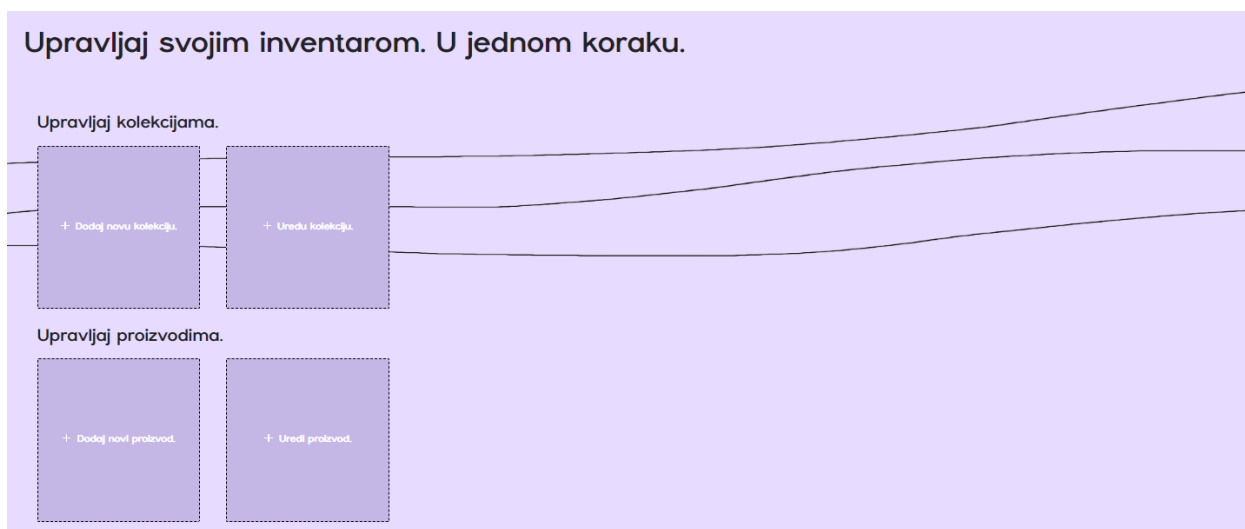 Upravljaj svojim inventarom. U jednom koraku.
Upravljaj kolekcijama.
+ Dodaj novu kolekciju.
+ Uredu kolekciju.
Upravljaj proizvodima.
+ Dodaj novi proizvod.
+ Uredi proizvod.